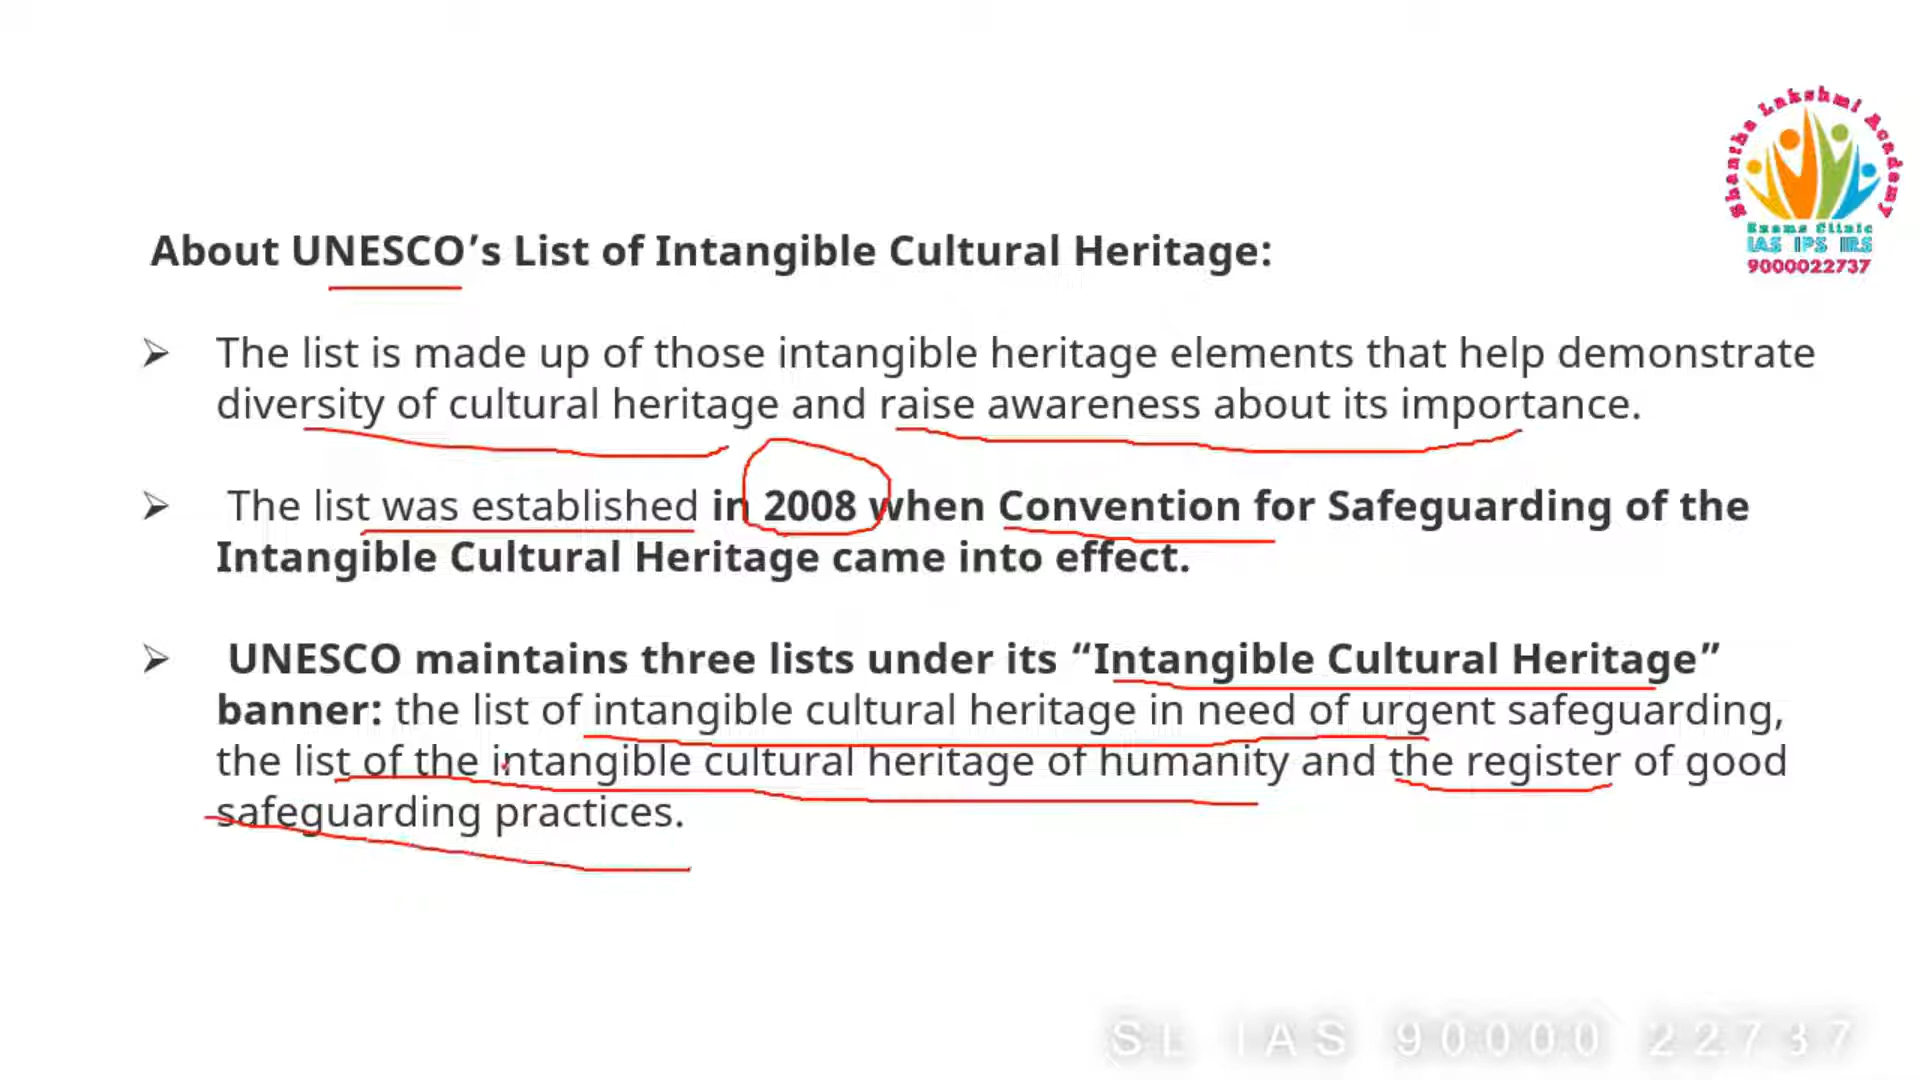 Shantha Lakshmi Academy
Exams Clinic
IAS IPS IRS
9000022737
About UNESCO’s List of Intangible Cultural Heritage:
➢ The list is made up of those intangible heritage elements that help demonstrate
diversity of cultural heritage and raise awareness about its importance.
➢ The list was established in 2008 when Convention for Safeguarding of the
Intangible Cultural Heritage came into effect.
➢ UNESCO maintains three lists under its “Intangible Cultural Heritage”
banner: the list of intangible cultural heritage in need of urgent safeguarding,
the list of the intangible cultural heritage of humanity and the register of good
safeguarding practices.
SL IAS 90000 22737